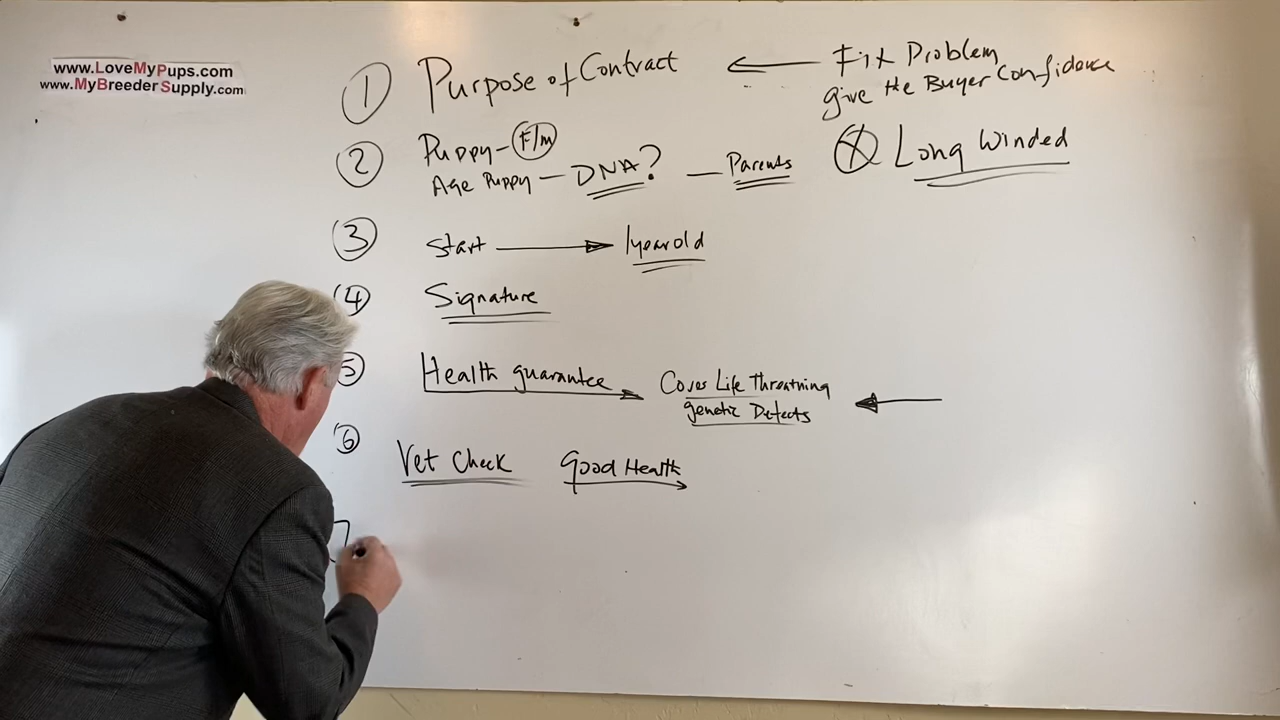 www.LoveMyPups.com
www.MyBreederSupply.com
① Purpose of Contract ← Fix Problem
give the Buyer Confidence
② Puppy - F/m
Age Puppy - DNA? - Parents
X Long Winded
③ Start → 1 year old
④ Signature
⑤ Health guarantee → Coves Life Threatning
genetic Defects ←
⑥ Vet Check Good Health →
7